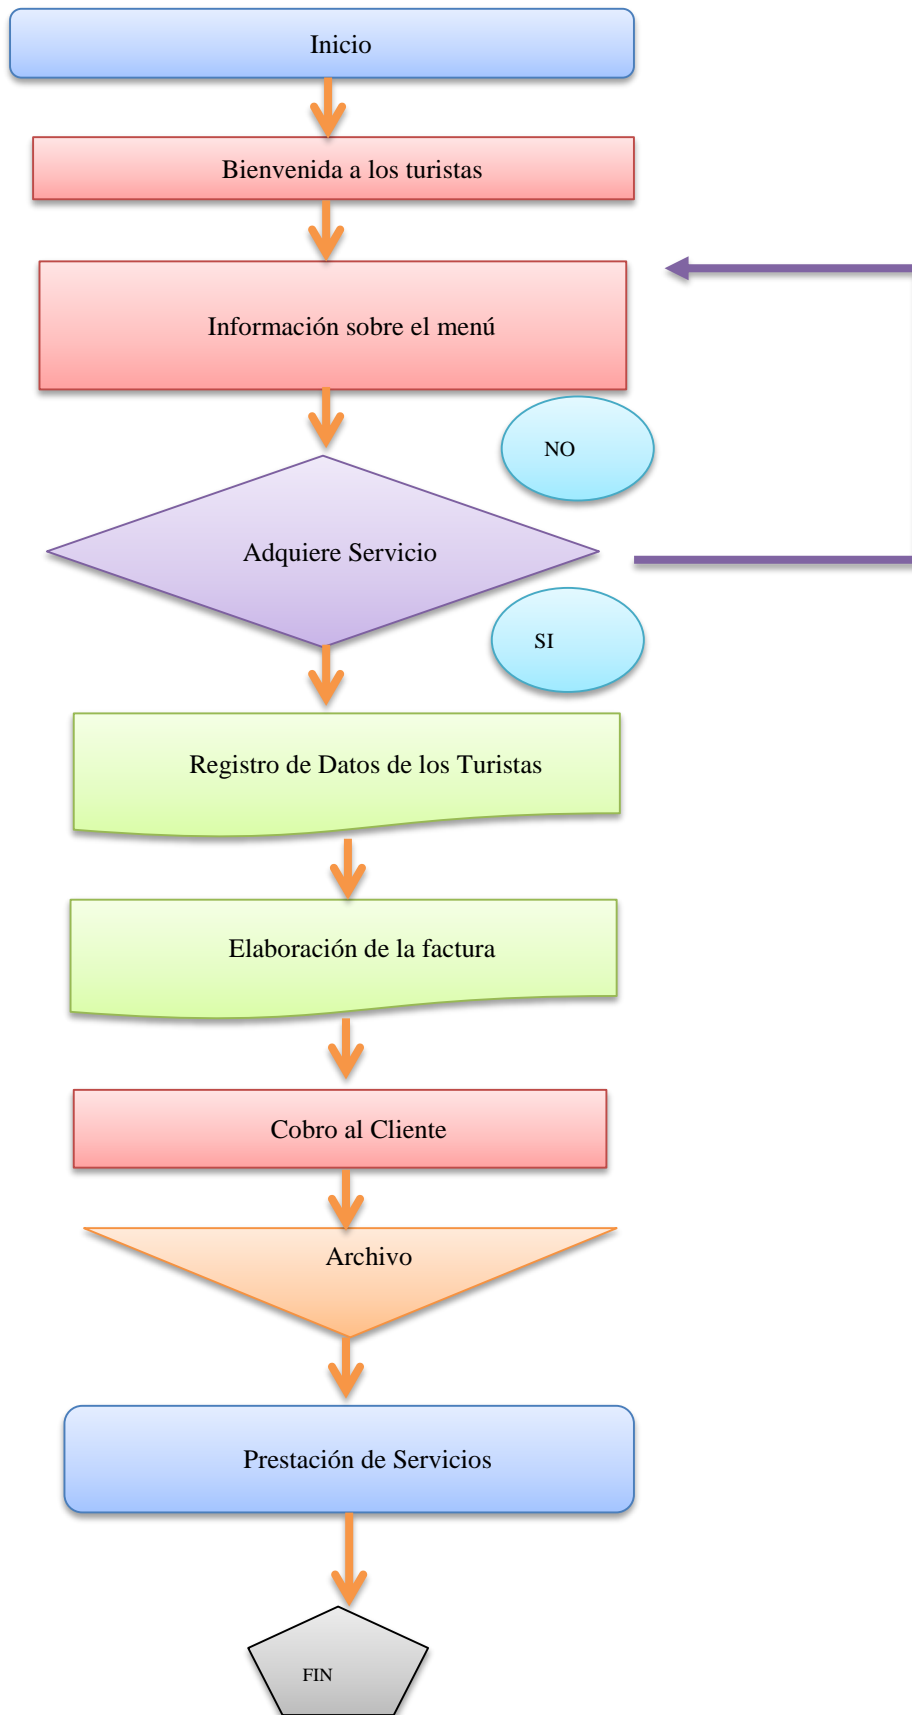 Inicio
Bienvenida a los turistas
Información sobre el menú
NO
Adquiere Servicio
SI
Registro de Datos de los Turistas
Elaboración de la factura
Cobro al Cliente
Archivo
Prestación de Servicios
FIN